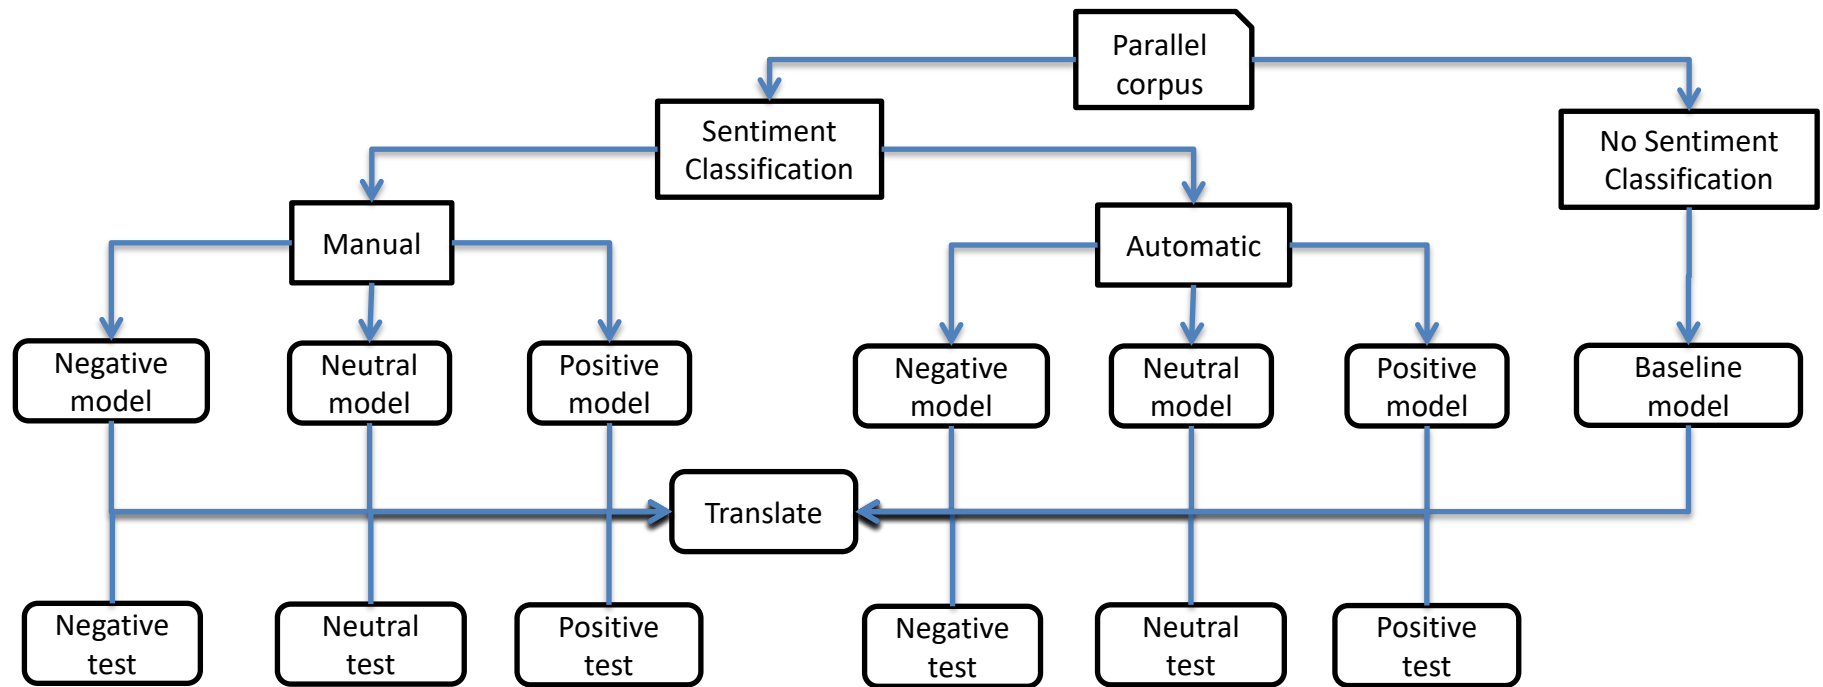 Parallel
corpus
Sentiment
Classification
No Sentiment
Classification
Manual
Automatic
Negative
model
Neutral
model
Positive
model
Negative
model
Neutral
model
Positive
model
Baseline
model
Translate
Negative
test
Neutral
test
Positive
test
Negative
test
Neutral
test
Positive
test